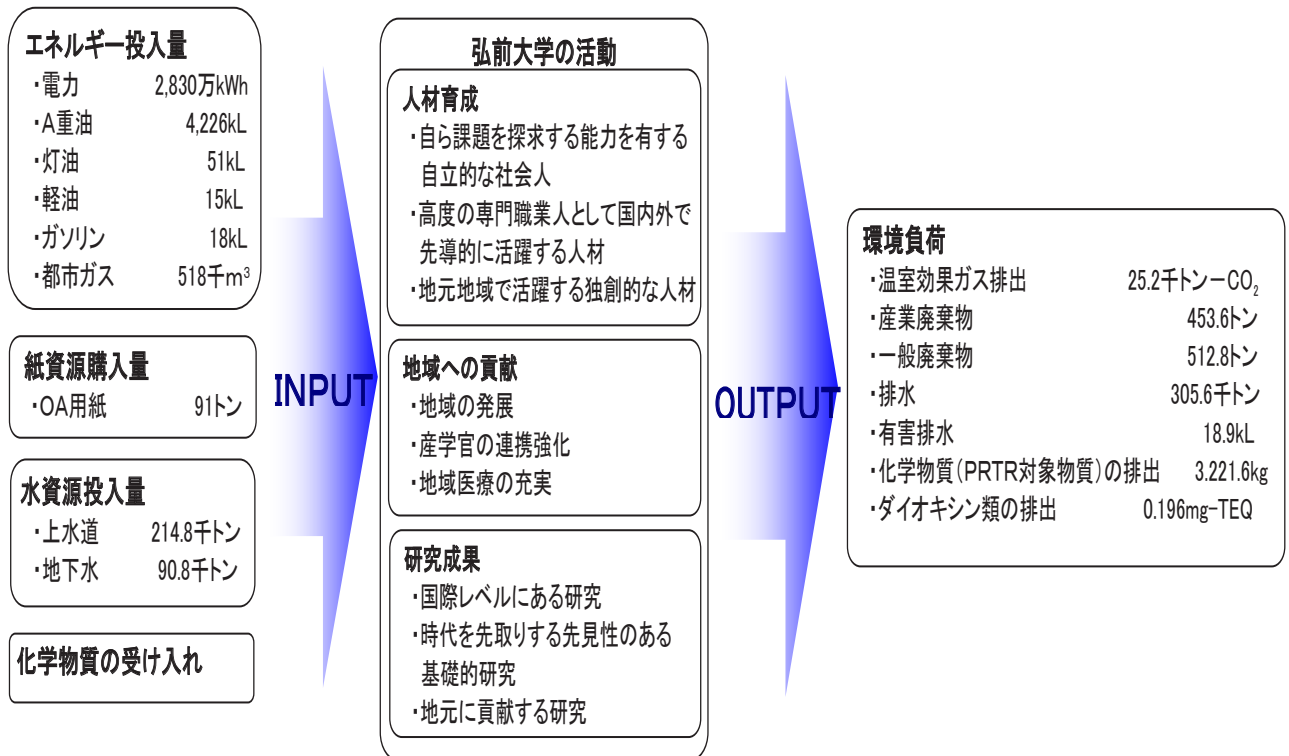 エネルギー投入量
・電力 2,830万kWh
・A重油 4,226kL
・灯油 51kL
・軽油 15kL
・ガソリン 18kL
・都市ガス 518千m³
紙資源購入量
・OA用紙 91トン
水資源投入量
・上水道 214.8千トン
・地下水 90.8千トン
化学物質の受け入れ
INPUT
弘前大学の活動
人材育成
・自ら課題を探求する能力を有する
自立的な社会人
・高度の専門職業人として国内外で
先導的に活躍する人材
・地元地域で活躍する独創的な人材
地域への貢献
・地域の発展
・産学官の連携強化
・地域医療の充実
研究成果
・国際レベルにある研究
・時代を先取りする先見性のある
基礎的研究
・地元に貢献する研究
OUTPUT
環境負荷
・温室効果ガス排出 25.2千トンーCO₂
・産業廃棄物 453.6トン
・一般廃棄物 512.8トン
・排水 305.6千トン
・有害排水 18.9kL
・化学物質(PRTR対象物質)の排出 3.221.6kg
・ダイオキシン類の排出 0.196mg-TEQ